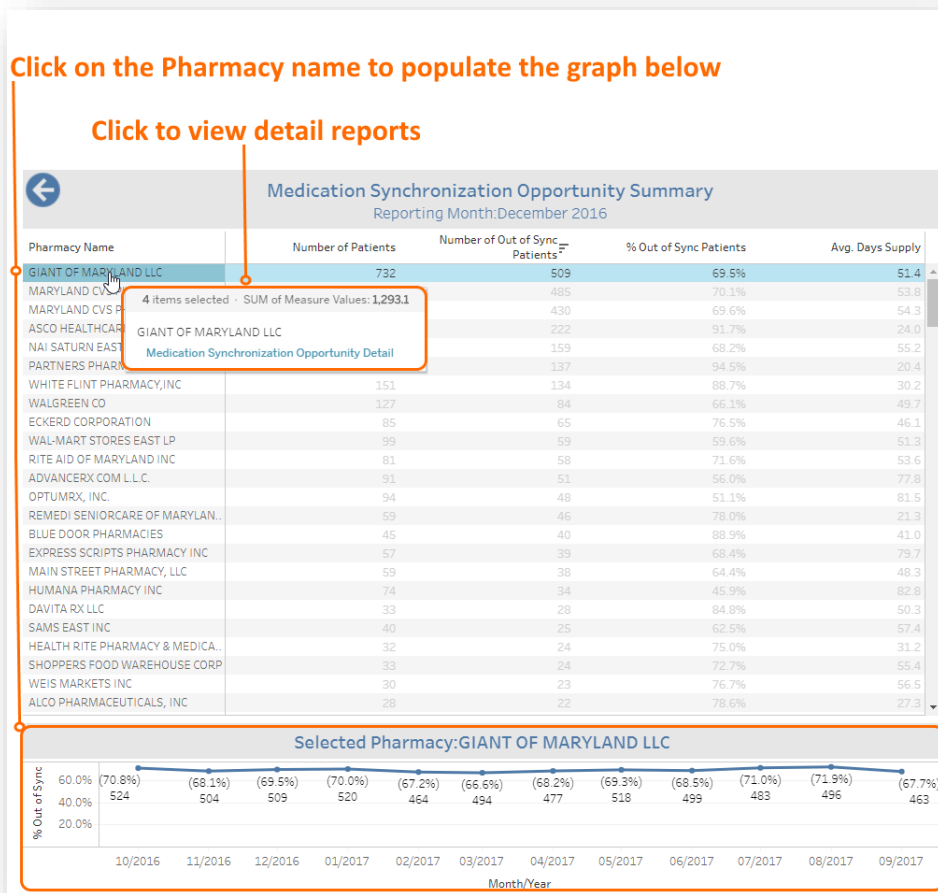 Click on the Pharmacy name to populate the graph below
Click to view detail reports
Medication Synchronization Opportunity Summary
Reporting Month:December 2016
Pharmacy Name Number of Patients Number of Out of Sync Patients % Out of Sync Patients Avg. Days Supply
GIANT OF MARYLAND LLC 732 509 69.5% 51.4
MARYLAND CVS P 485 70.1% 53.8
MARYLAND CVS P 430 69.6% 54.3
ASCO HEALTHCAR 222 91.7% 24.0
NAI SATURN EAST 159 68.2% 55.2
PARTNERS PHARM 137 94.5% 20.4
4 items selected · SUM of Measure Values: 1,293.1
GIANT OF MARYLAND LLC
Medication Synchronization Opportunity Detail
WHITE FLINT PHARMACY,INC 151 134 88.7% 30.2
WALGREEN CO 127 84 66.1% 49.7
ECKERD CORPORATION 85 65 76.5% 46.1
WAL-MART STORES EAST LP 99 59 59.6% 51.3
RITE AID OF MARYLAND INC 81 58 71.6% 53.6
ADVANCERX COM L.L.C. 91 51 56.0% 77.8
OPTUMRX, INC. 94 48 51.1% 81.5
REMEDI SENIORCARE OF MARYLAN.. 59 46 78.0% 21.3
BLUE DOOR PHARMACIES 45 40 88.9% 41.0
EXPRESS SCRIPTS PHARMACY INC 57 39 68.4% 79.7
MAIN STREET PHARMACY, LLC 59 38 64.4% 48.3
HUMANA PHARMACY INC 74 34 45.9% 82.8
DAVITA RX LLC 33 28 84.8% 50.3
SAMS EAST INC 40 25 62.5% 57.4
HEALTH RITE PHARMACY & MEDICA.. 32 24 75.0% 31.2
SHOPPERS FOOD WAREHOUSE CORP 33 24 72.7% 55.4
WEIS MARKETS INC 30 23 76.7% 56.5
ALCO PHARMACEUTICALS, INC 28 22 78.6% 27.3
Selected Pharmacy:GIANT OF MARYLAND LLC
% Out of Sync
60.0%
40.0%
20.0%
(70.8%) (68.1%) (69.5%) (70.0%) (67.2%) (66.6%) (68.2%) (69.3%) (68.5%) (71.0%) (71.9%) (67.7%)
524 504 509 520 464 494 477 518 499 483 496 463
10/2016 11/2016 12/2016 01/2017 02/2017 03/2017 04/2017 05/2017 06/2017 07/2017 08/2017 09/2017
Month/Year